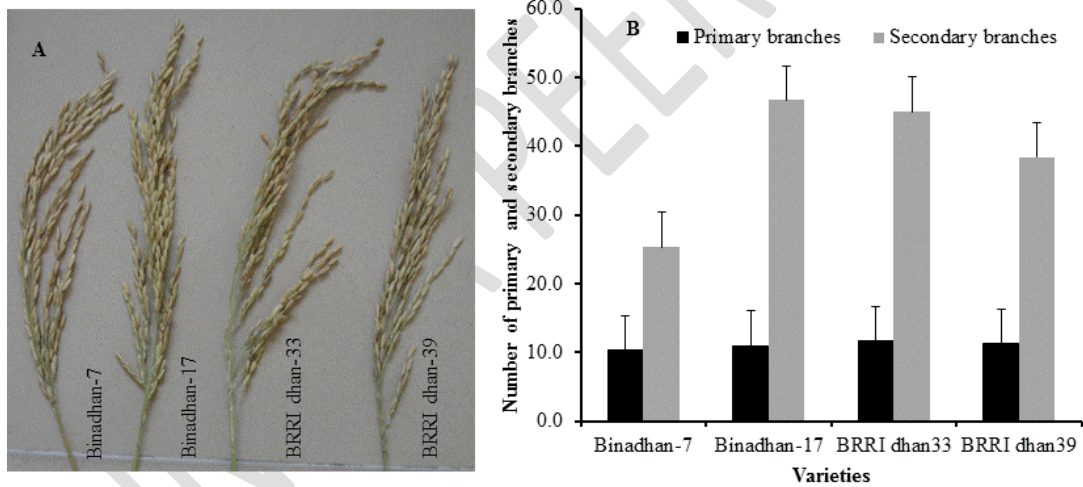 A
Binadhan-7
Binadhan-17
BRRI dhan-33
BRRI dhan-39
B
Primary branches
Secondary branches
Number of primary and secondary branches
60.0
50.0
40.0
30.0
20.0
10.0
0.0
Binadhan-7
Binadhan-17
BRRI dhan33
BRRI dhan39
Varieties